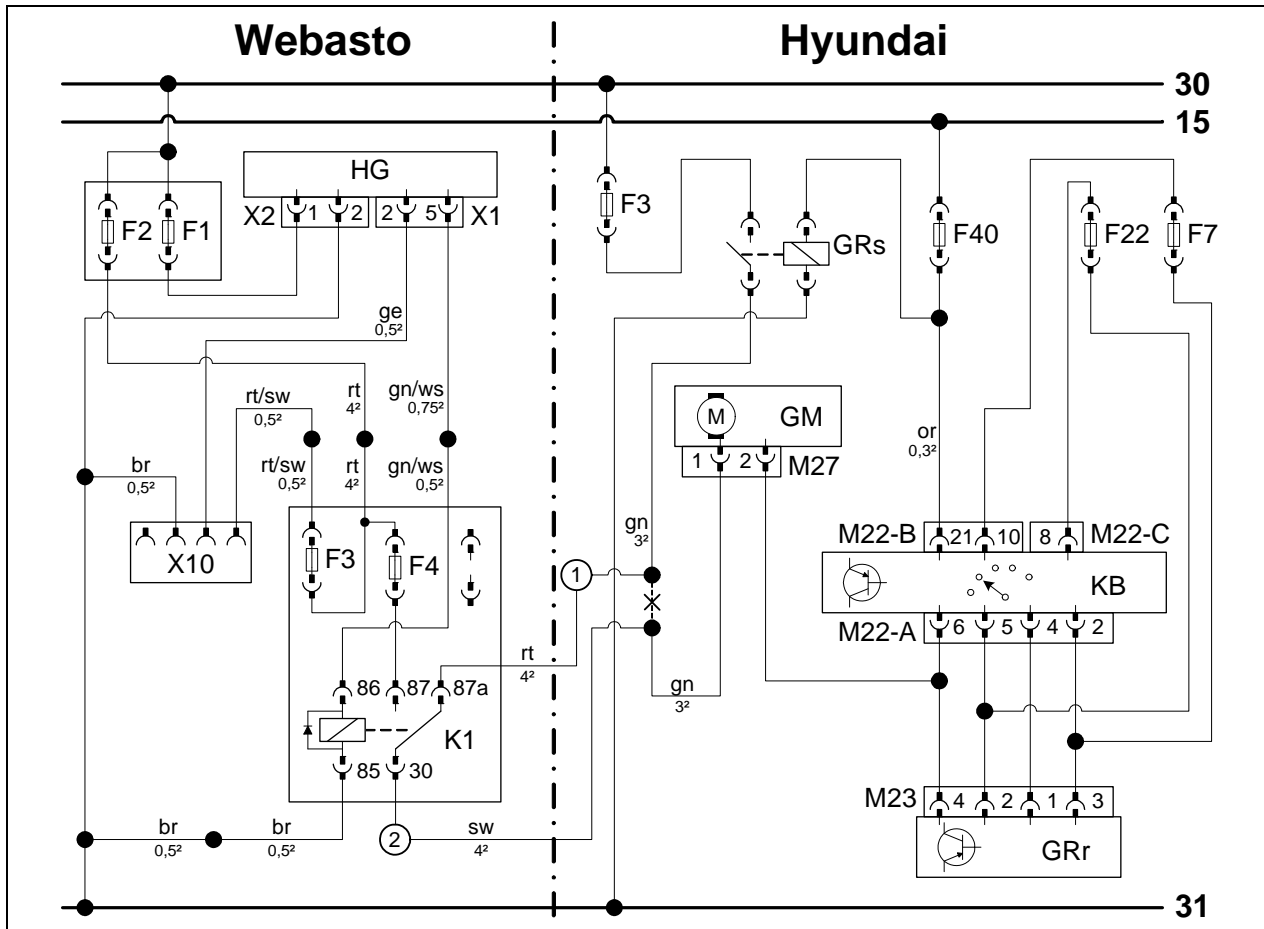 Webasto Hyundai
30
15
HG
X2 1 2 2 5 X1
F2 F1
F3
GRs
F40 F22 F7
ge
0,5²
rt/sw
0,5²
rt
4²
gn/ws
0,75²
M GM
1 2 M27
or
0,3²
br
0,5²
rt/sw
0,5²
rt
4²
gn/ws
0,5²
X10
F3 F4
gn
3²
M22-B 21 10 8 M22-C
1
KB
M22-A 6 5 4 2
rt
4²
86 87 87a
gn
3²
K1
85 30
M23 4 2 1 3
br
0,5²
br
0,5²
2
sw
4²
GRr
31